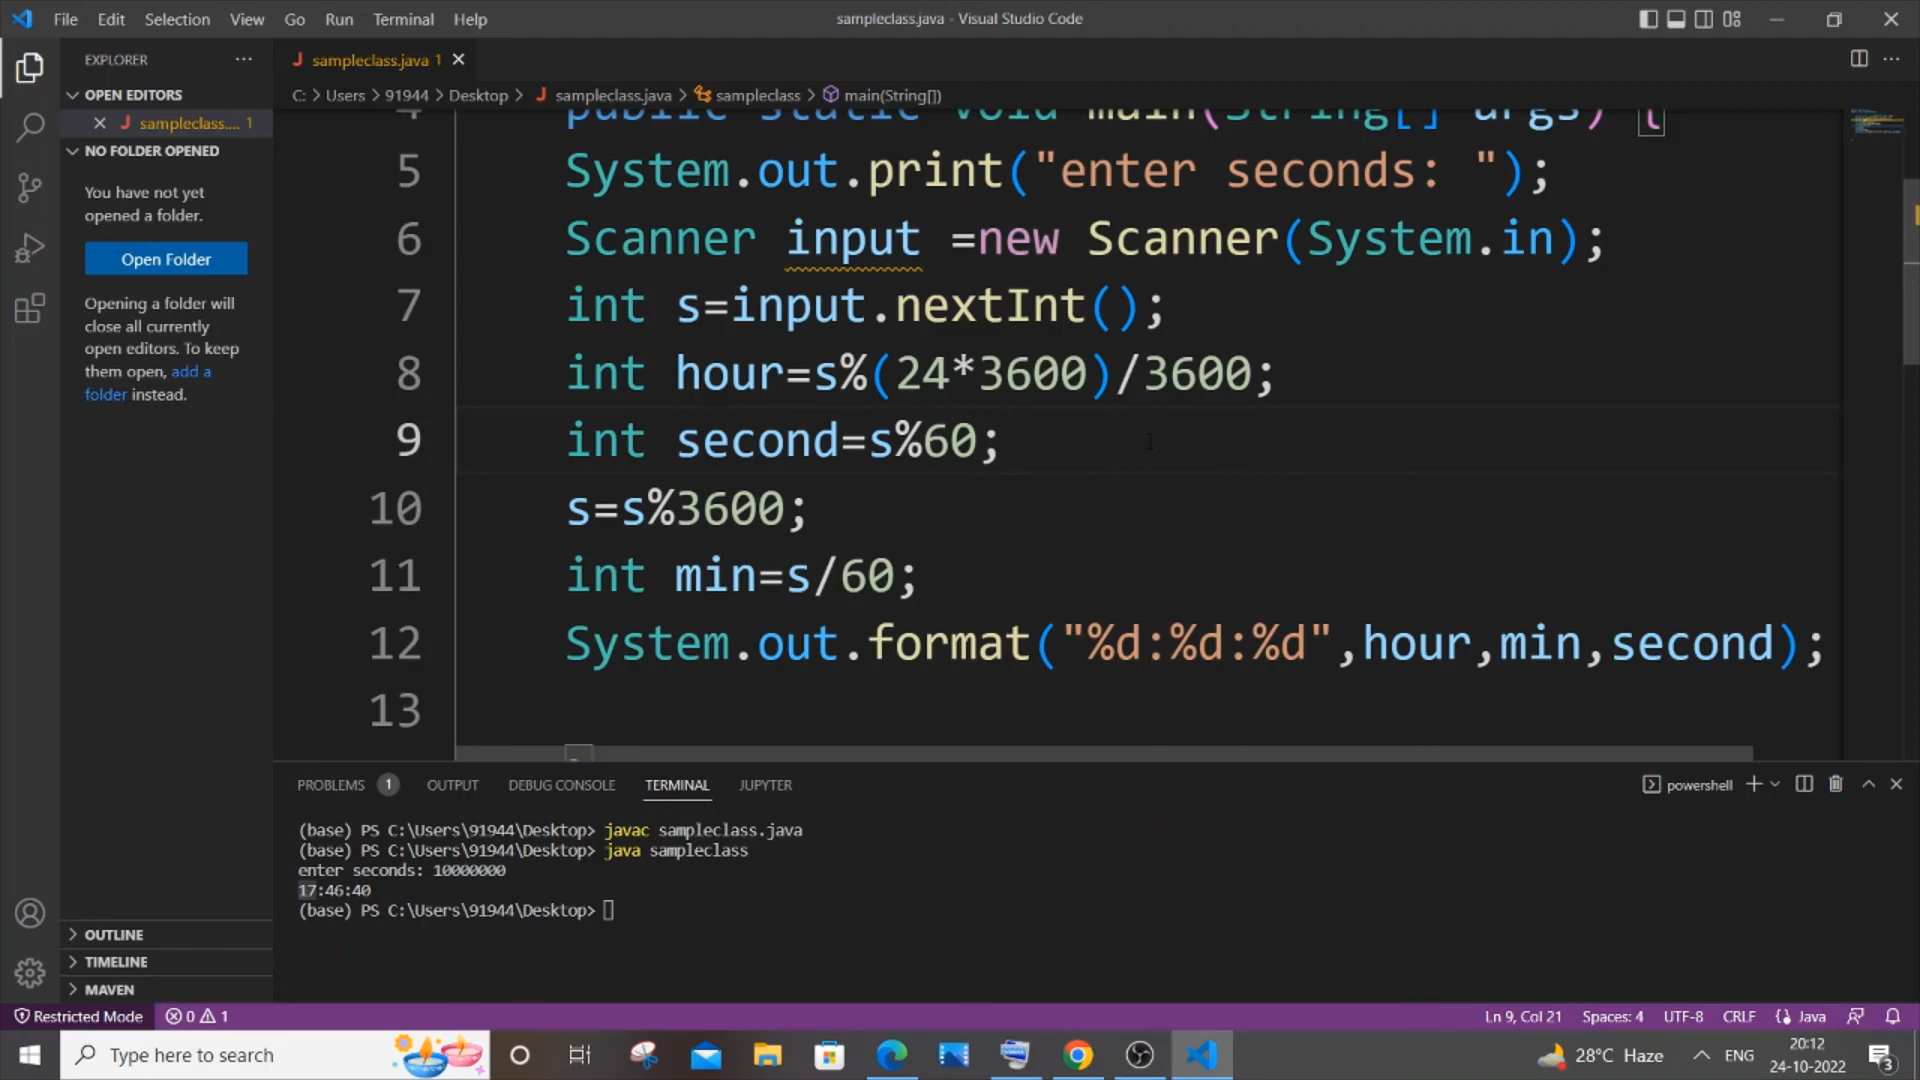 File Edit Selection View Go Run Terminal Help
sampleclass.java - Visual Studio Code
EXPLORER
OPEN EDITORS
sampleclass.... 1
NO FOLDER OPENED
You have not yet
opened a folder.
Open Folder
Opening a folder will
close all currently
open editors. To keep
them open, add a
folder instead.
OUTLINE
TIMELINE
MAVEN
sampleclass.java 1
C: > Users > 91944 > Desktop > sampleclass.java > sampleclass > main(String[])
4 public static void main(String[] args) {
5 System.out.print("enter seconds: ");
6 Scanner input =new Scanner(System.in);
7 int s=input.nextInt();
8 int hour=s%(24*3600)/3600;
9 int second=s%60;
10 s=s%3600;
11 int min=s/60;
12 System.out.format("%d:%d:%d",hour,min,second);
13
PROBLEMS 1 OUTPUT DEBUG CONSOLE TERMINAL JUPYTER
powershell
(base) PS C:\Users\91944\Desktop> javac sampleclass.java
(base) PS C:\Users\91944\Desktop> java sampleclass
enter seconds: 10000000
17:46:40
(base) PS C:\Users\91944\Desktop>
Restricted Mode 0 1
Ln 9, Col 21 Spaces: 4 UTF-8 CRLF Java
Type here to search
28°C Haze
ENG
20:12
24-10-2022
3